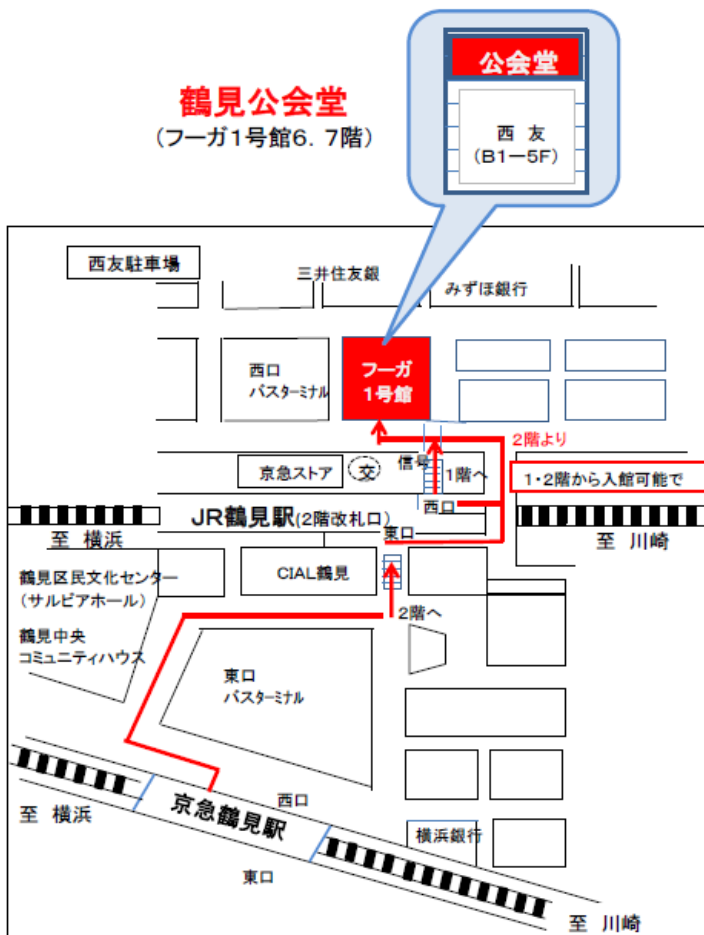 公会堂
鶴見公会堂
(フーガ1号館6.7階)
西 友
(B1ー5F)
西友駐車場
三井住友銀
みずほ銀行
西口
バスターミナル
フーガ
1号館
2階より
京急ストア
交
信号
1階へ
1・2階から入館可能で
西口
JR鶴見駅(2階改札口)
東口
至 横浜
至 川崎
鶴見区民文化センター
(サルビアホール)
CIAL鶴見
2階へ
鶴見中央
コミュニティハウス
東口
バスターミナル
西口
京急鶴見駅
至 横浜
横浜銀行
東口
至 川崎